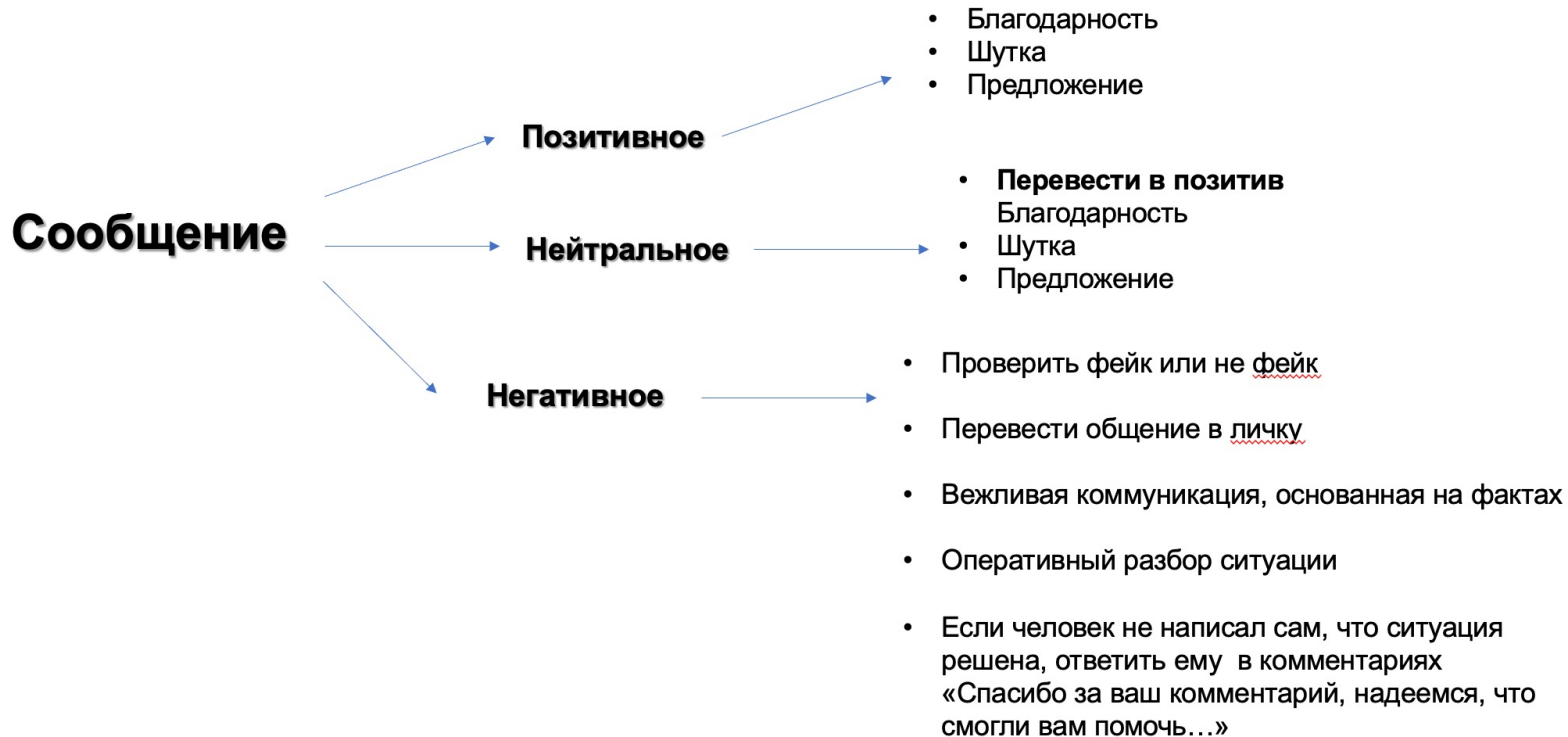 Сообщение
Позитивное
• Благодарность
• Шутка
• Предложение
Нейтральное
• Перевести в позитив
Благодарность
• Шутка
• Предложение
Негативное
• Проверить фейк или не фейк
• Перевести общение в личку
• Вежливая коммуникация, основанная на фактах
• Оперативный разбор ситуации
• Если человек не написал сам, что ситуация
решена, ответить ему в комментариях
«Спасибо за ваш комментарий, надеемся, что
смогли вам помочь…»